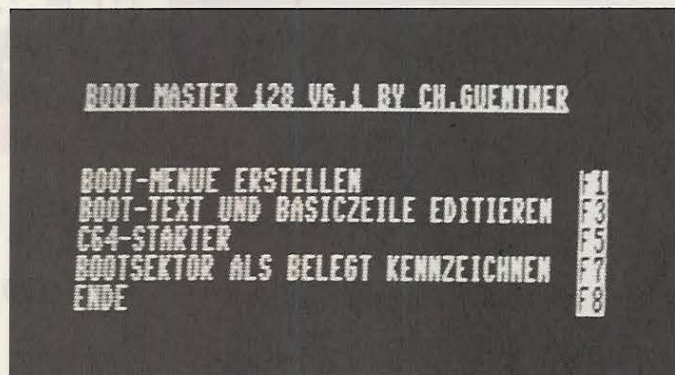 BOOT MASTER 128 V6.1 BY CH.GUENTNER
BOOT-MENUE ERSTELLEN F1
BOOT-TEXT UND BASICZEILE EDITIEREN F3
C64-STARTER F5
BOOTSEKTOR ALS BELEGT KENNZEICHNEN F7
ENDE F8